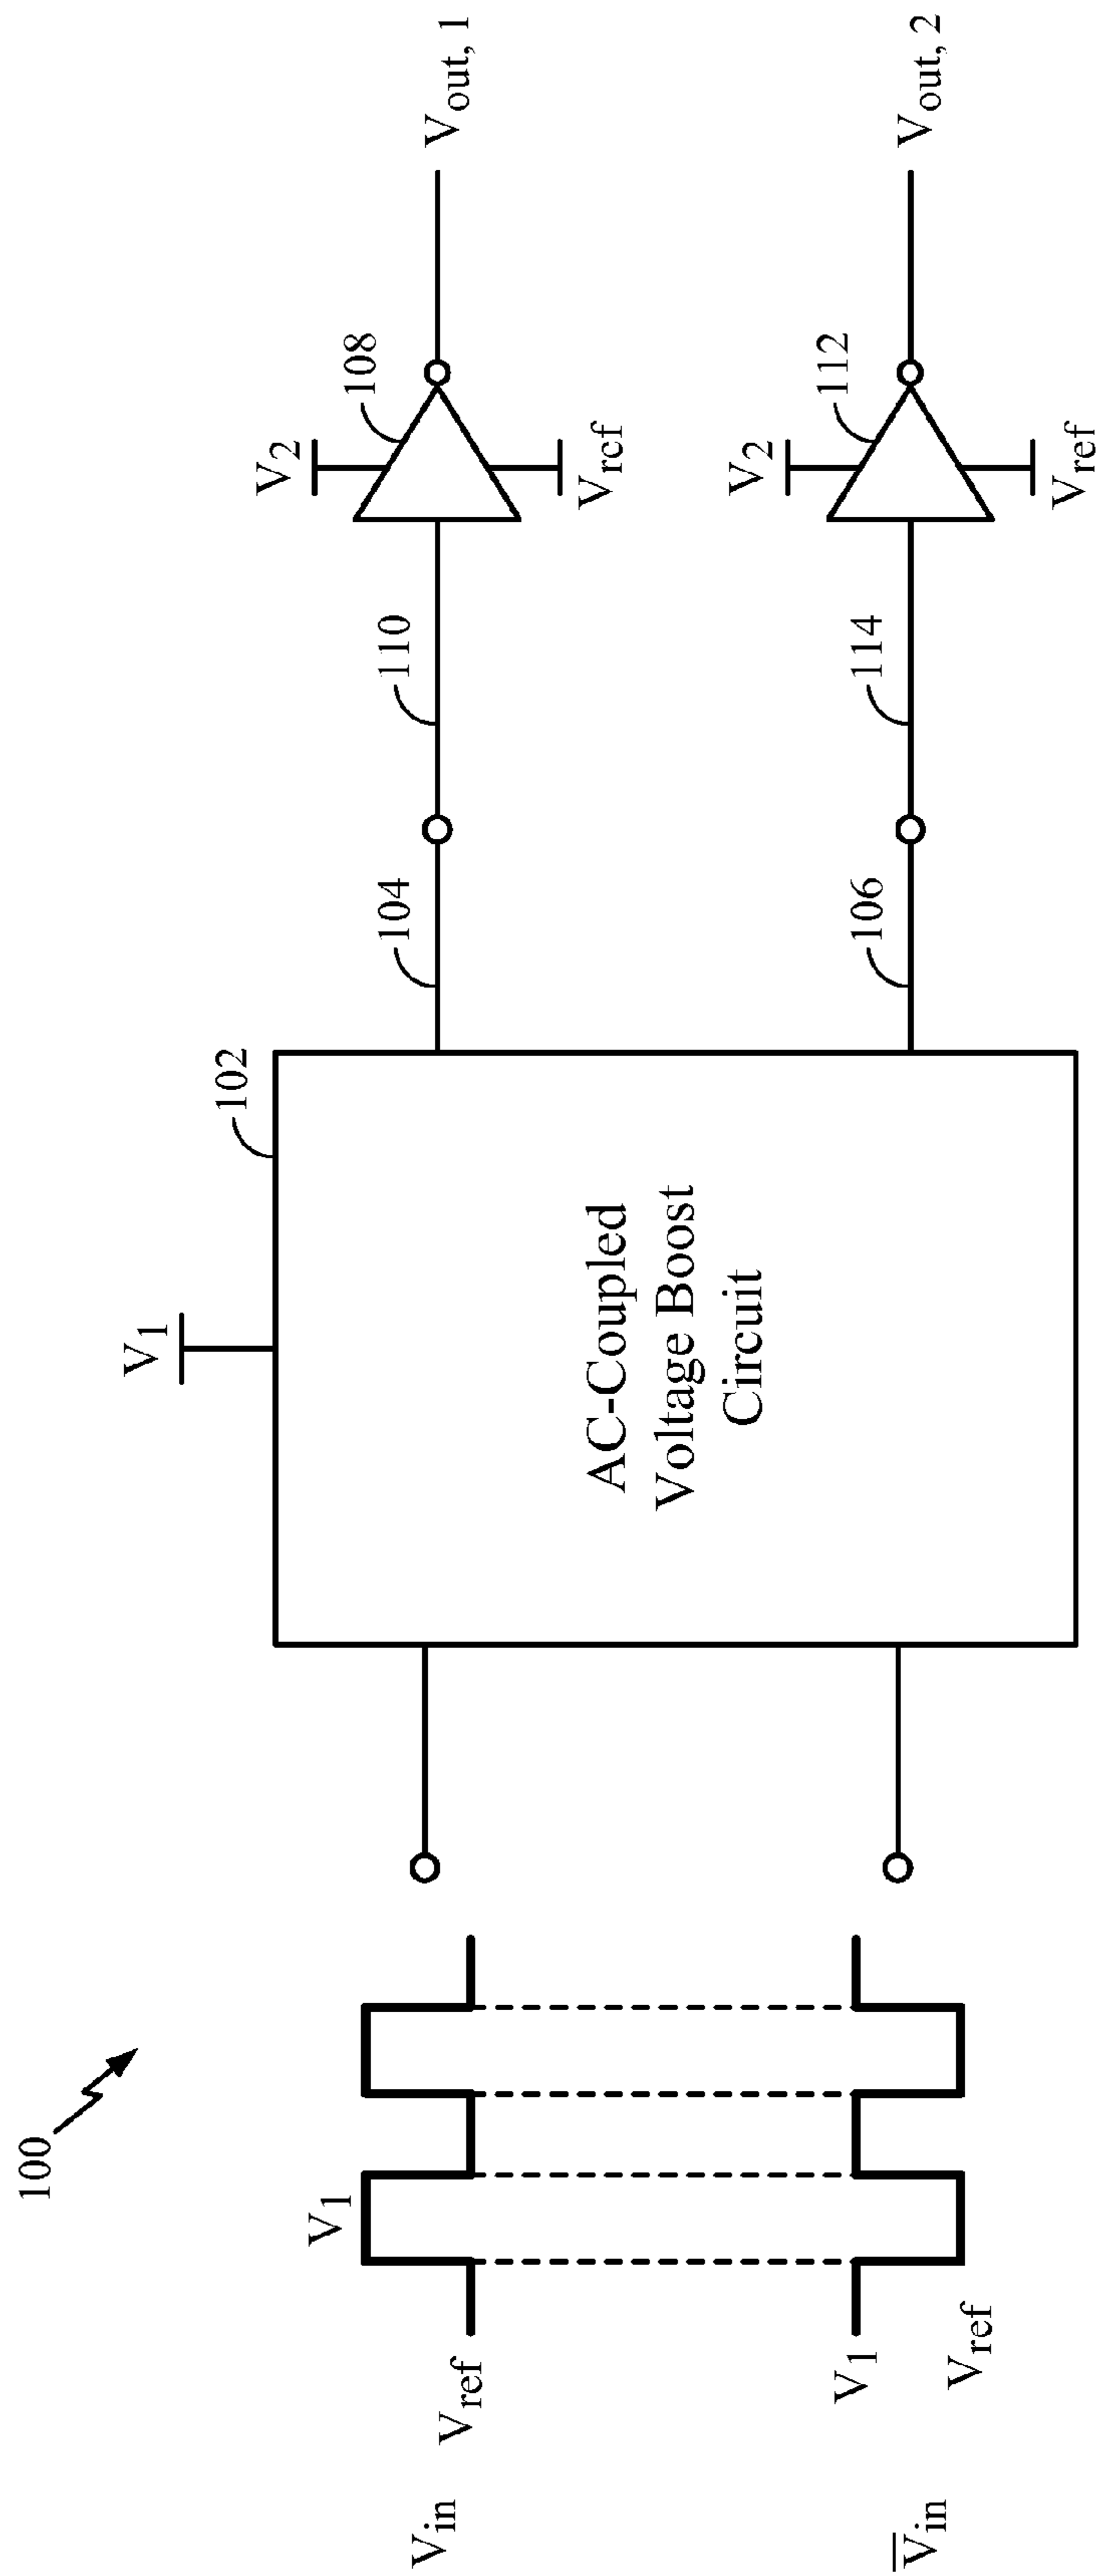 100
V1
102
AC-Coupled
Voltage Boost
Circuit
Vin
Vref
V1
104
110
V2
108
Vrcf
Vout, 1
V̅in
V1
Vref
106
114
V2
112
Vref
Vout, 2